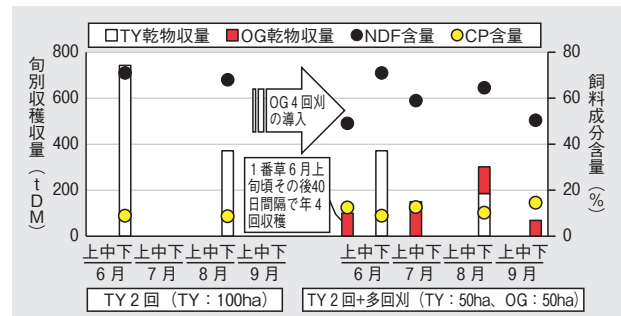 □TY乾物収量 ■OG乾物収量 ●NDF含量 ○CP含量
旬別収穫収量(tDM)
800
600
400
200
0
OG４回刈の導入
１番草６月上
旬頃その後40
日間隔で年４
回収穫
80
60
40
20
0
飼料成分含量(%)
上中下 上中下 上中下 上中下 上中下 上中下 上中下 上中下
６月 ７月 ８月 ９月 ６月 ７月 ８月 ９月
TY２回（TY：100ha） TY２回+多回刈（TY：50ha、OG：50ha）